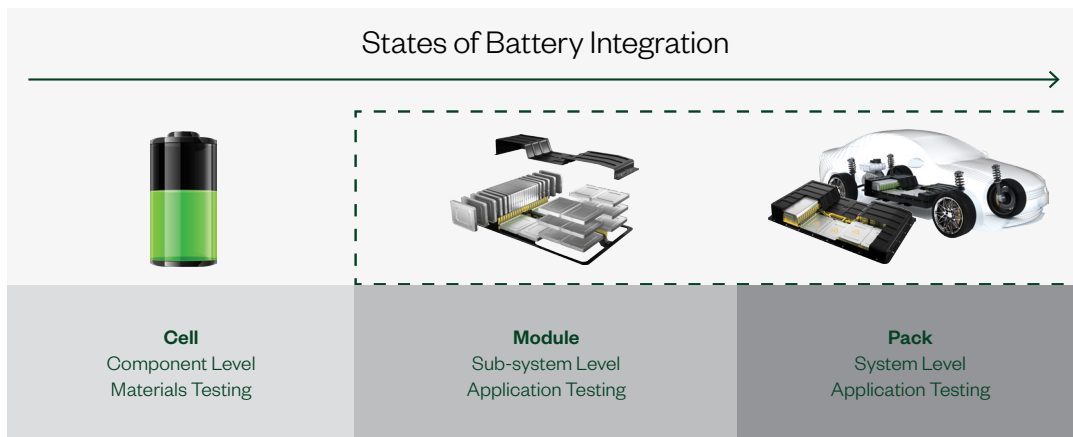 States of Battery Integration
Cell
Component Level
Materials Testing
Module
Sub-system Level
Application Testing
Pack
System Level
Application Testing